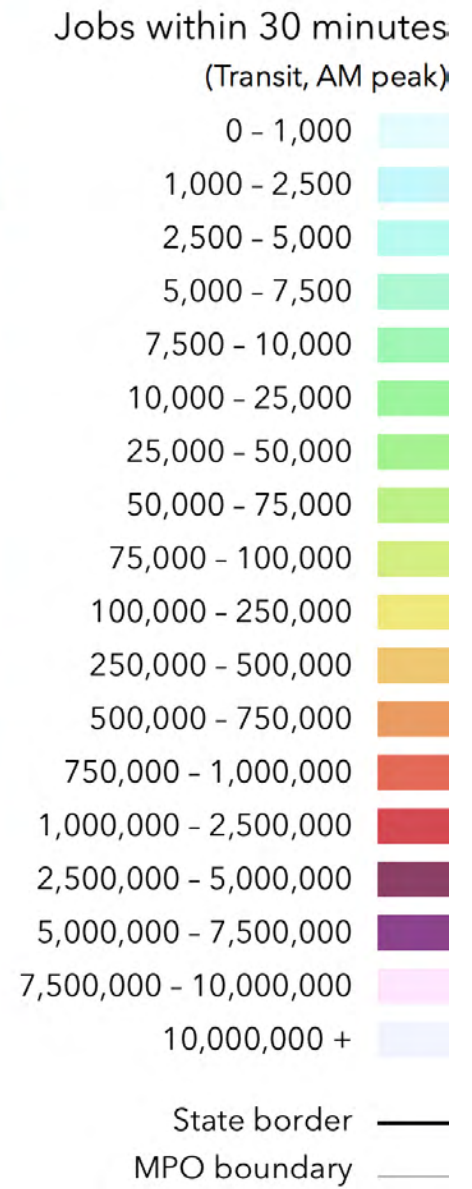 Jobs within 30 minutes
(Transit, AM peak)
0 – 1,000
1,000 – 2,500
2,500 – 5,000
5,000 – 7,500
7,500 – 10,000
10,000 – 25,000
25,000 – 50,000
50,000 – 75,000
75,000 – 100,000
100,000 – 250,000
250,000 – 500,000
500,000 – 750,000
750,000 – 1,000,000
1,000,000 – 2,500,000
2,500,000 – 5,000,000
5,000,000 – 7,500,000
7,500,000 – 10,000,000
10,000,000 +
State border
MPO boundary